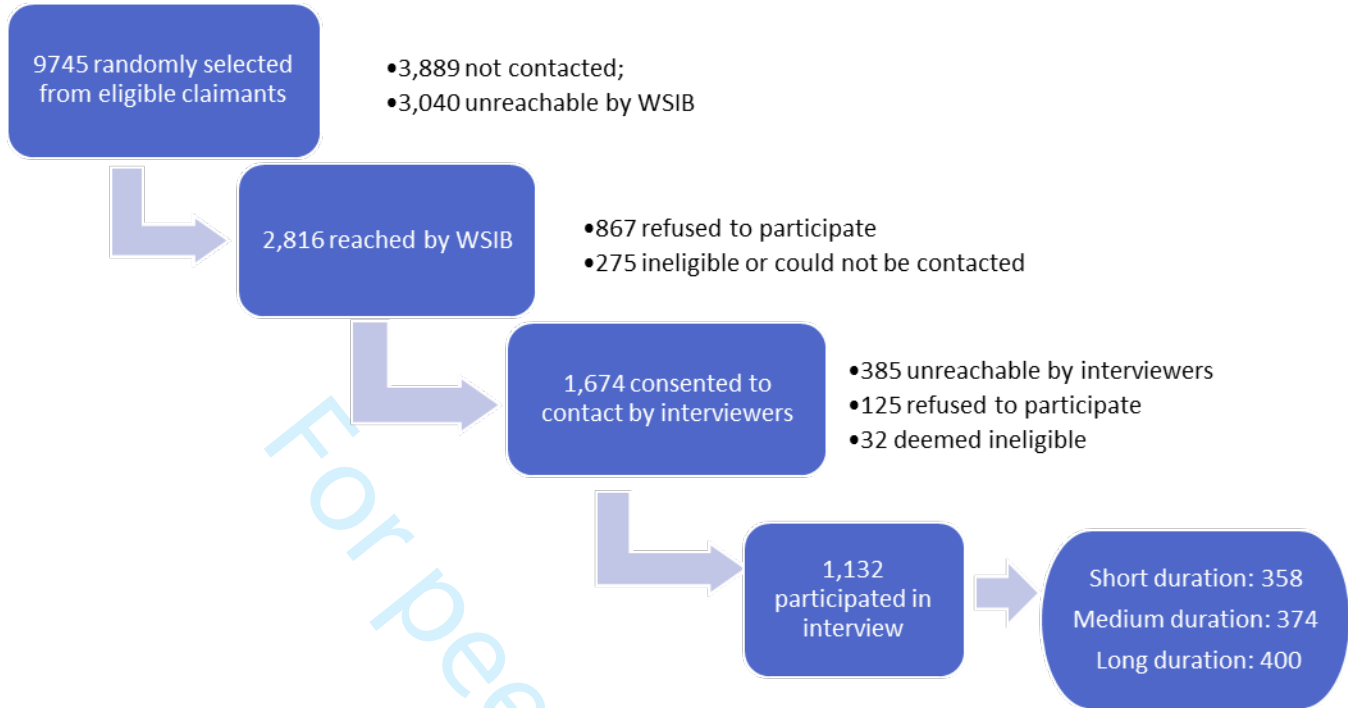 9745 randomly selected
from eligible claimants
•3,889 not contacted;
•3,040 unreachable by WSIB
2,816 reached by WSIB
•867 refused to participate
•275 ineligible or could not be contacted
1,674 consented to
contact by interviewers
•385 unreachable by interviewers
•125 refused to participate
•32 deemed ineligible
1,132
participated in
interview
Short duration: 358
Medium duration: 374
Long duration: 400
For pee